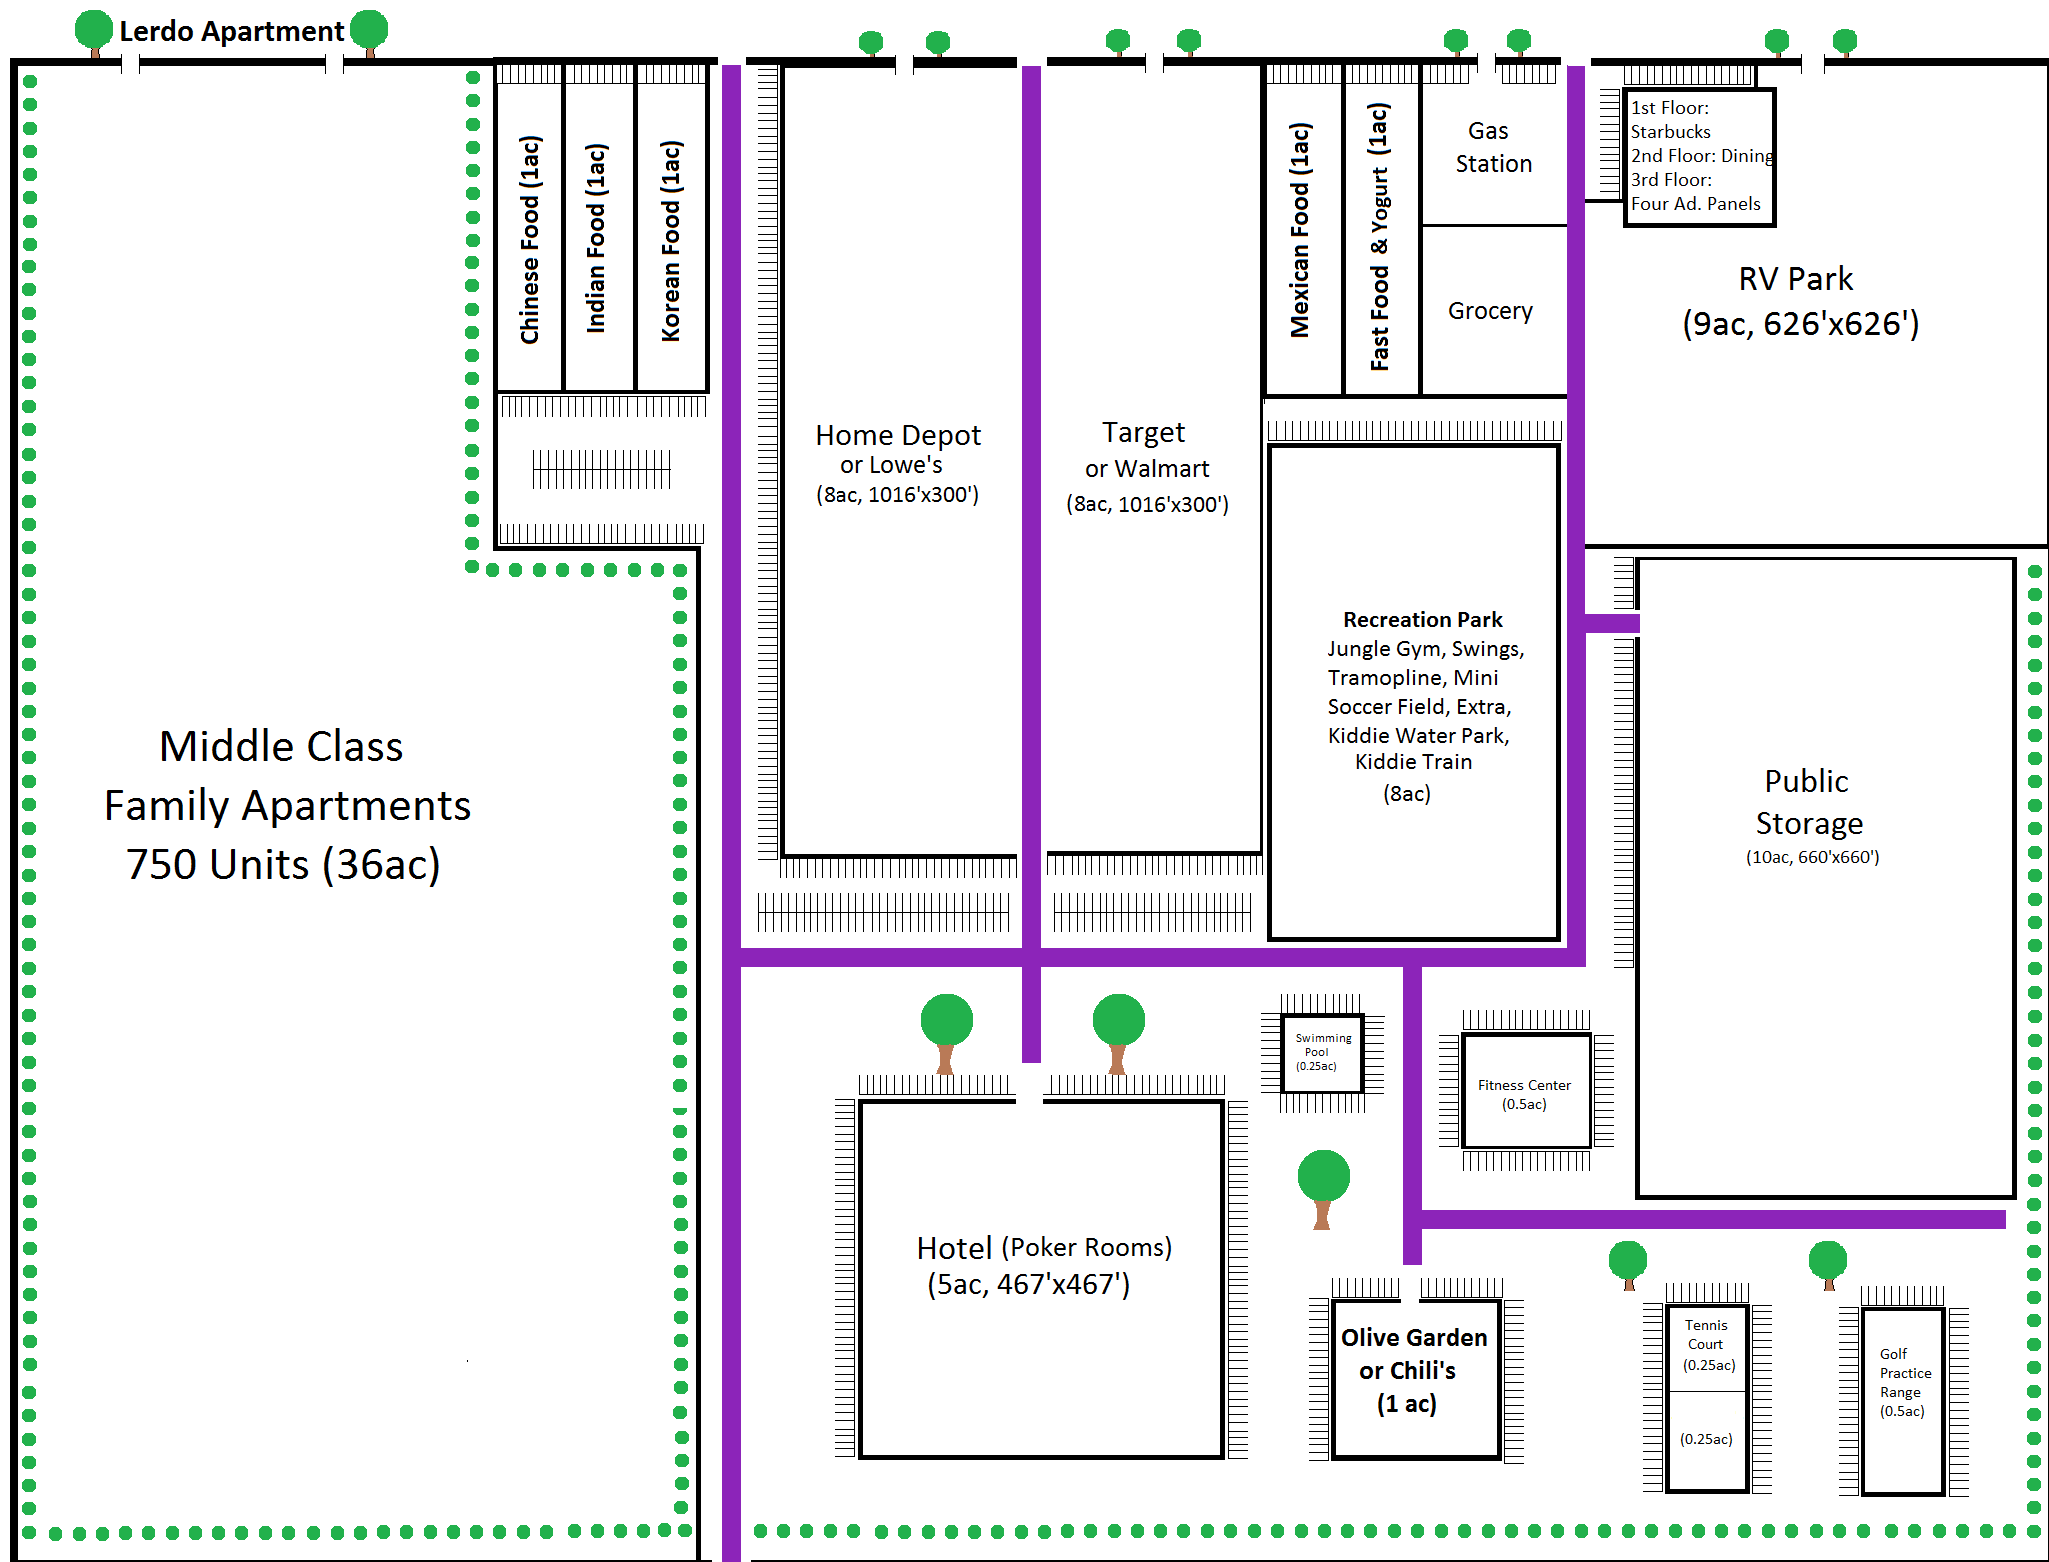 Lerdo Apartment
Chinese Food (1ac)
Indian Food (1ac)
Korean Food (1ac)
Home Depot
or Lowe's
(8ac, 1016'x300')
Target
or Walmart
(8ac, 1016'x300')
Mexican Food (1ac)
Fast Food & Yogurt (1ac)
Gas
Station
Grocery
1st Floor:
Starbucks
2nd Floor: Dining
3rd Floor:
Four Ad. Panels
RV Park
(9ac, 626'x626')
Recreation Park
Jungle Gym, Swings,
Tramopline, Mini
Soccer Field, Extra,
Kiddie Water Park,
Kiddie Train
(8ac)
Middle Class
Family Apartments
750 Units (36ac)
Public
Storage
(10ac, 660'x660')
Swimming
Pool
(0.25ac)
Fitness Center
(0.5ac)
Hotel (Poker Rooms)
(5ac, 467'x467')
Olive Garden
or Chili's
(1 ac)
Tennis
Court
(0.25ac)
(0.25ac)
Golf
Practice
Range
(0.5ac)